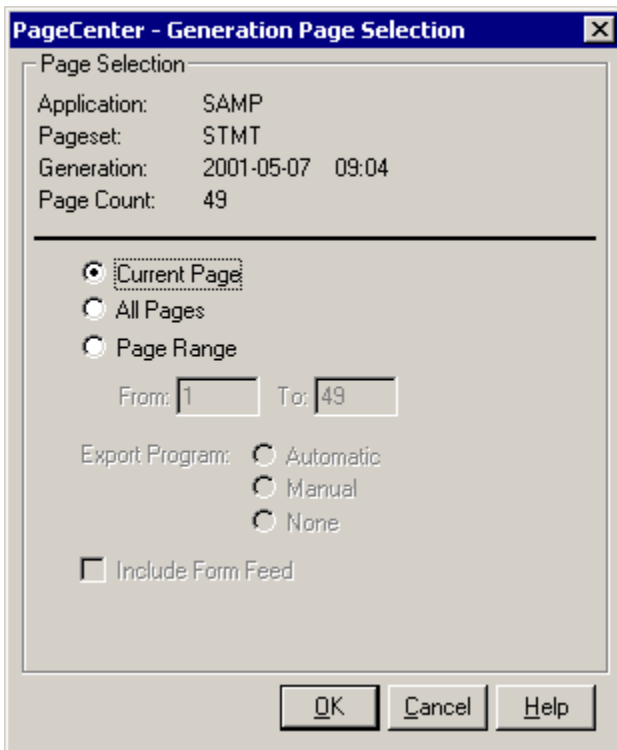 PageCenter - Generation Page Selection
Page Selection
Application: SAMP
Pageset: STMT
Generation: 2001-05-07 09:04
Page Count: 49
Current Page
All Pages
Page Range
From: 1 To: 49
Export Program: Automatic
Manual
None
Include Form Feed
OK Cancel Help